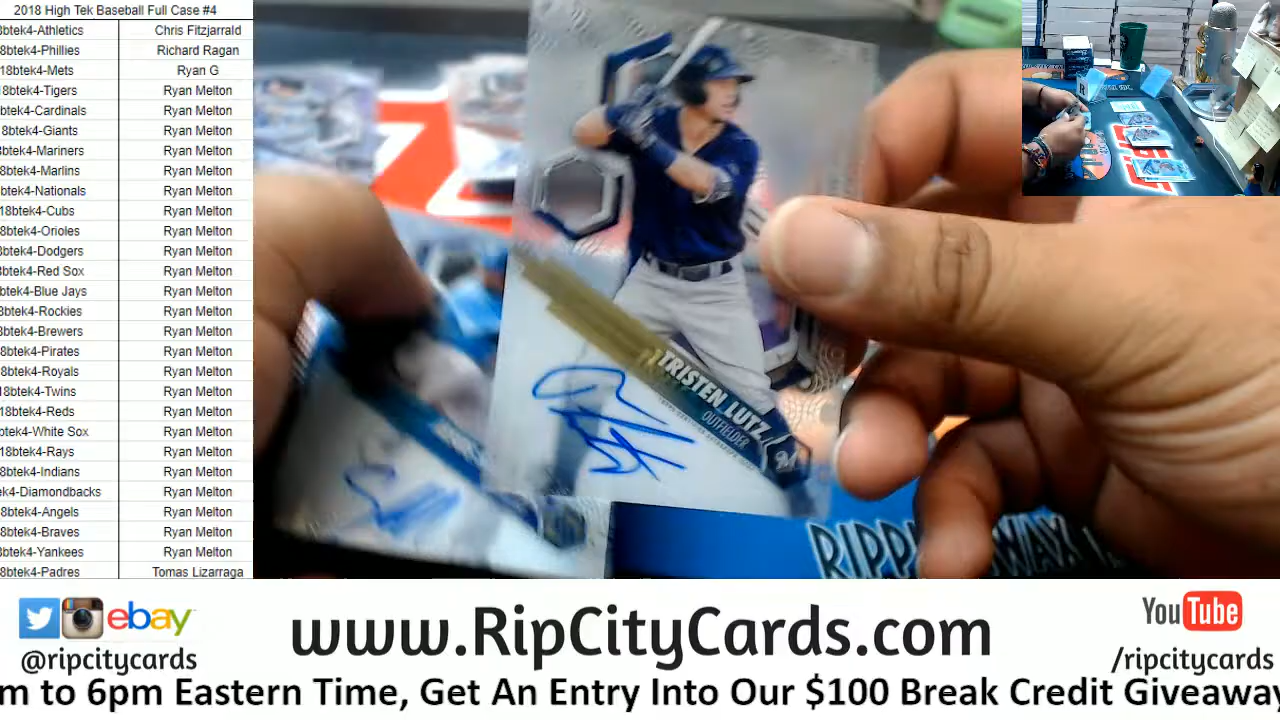 2018 High Tek Baseball Full Case #4
8btek4-Athletics Chris Fitzjarrald
8btek4-Phillies Richard Ragan
18btek4-Mets Ryan G
18btek4-Tigers Ryan Melton
btek4-Cardinals Ryan Melton
8btek4-Giants Ryan Melton
8btek4-Mariners Ryan Melton
8btek4-Marlins Ryan Melton
btek4-Nationals Ryan Melton
18btek4-Cubs Ryan Melton
8btek4-Orioles Ryan Melton
8btek4-Dodgers Ryan Melton
8btek4-Red Sox Ryan Melton
btek4-Blue Jays Ryan Melton
8btek4-Rockies Ryan Melton
8btek4-Brewers Ryan Melton
8btek4-Pirates Ryan Melton
8btek4-Royals Ryan Melton
18btek4-Twins Ryan Melton
18btek4-Reds Ryan Melton
btek4-White Sox Ryan Melton
18btek4-Rays Ryan Melton
8btek4-Indians Ryan Melton
ek4-Diamondbacks Ryan Melton
8btek4-Angels Ryan Melton
8btek4-Braves Ryan Melton
8btek4-Yankees Ryan Melton
8btek4-Padres Tomas Lizarraga
TRISTEN LUTZ
OUTFIELDER
ebay
@ripcitycards
www.RipCityCards.com
YouTube
/ripcitycards
m to 6pm Eastern Time, Get An Entry Into Our $100 Break Credit Giveaway